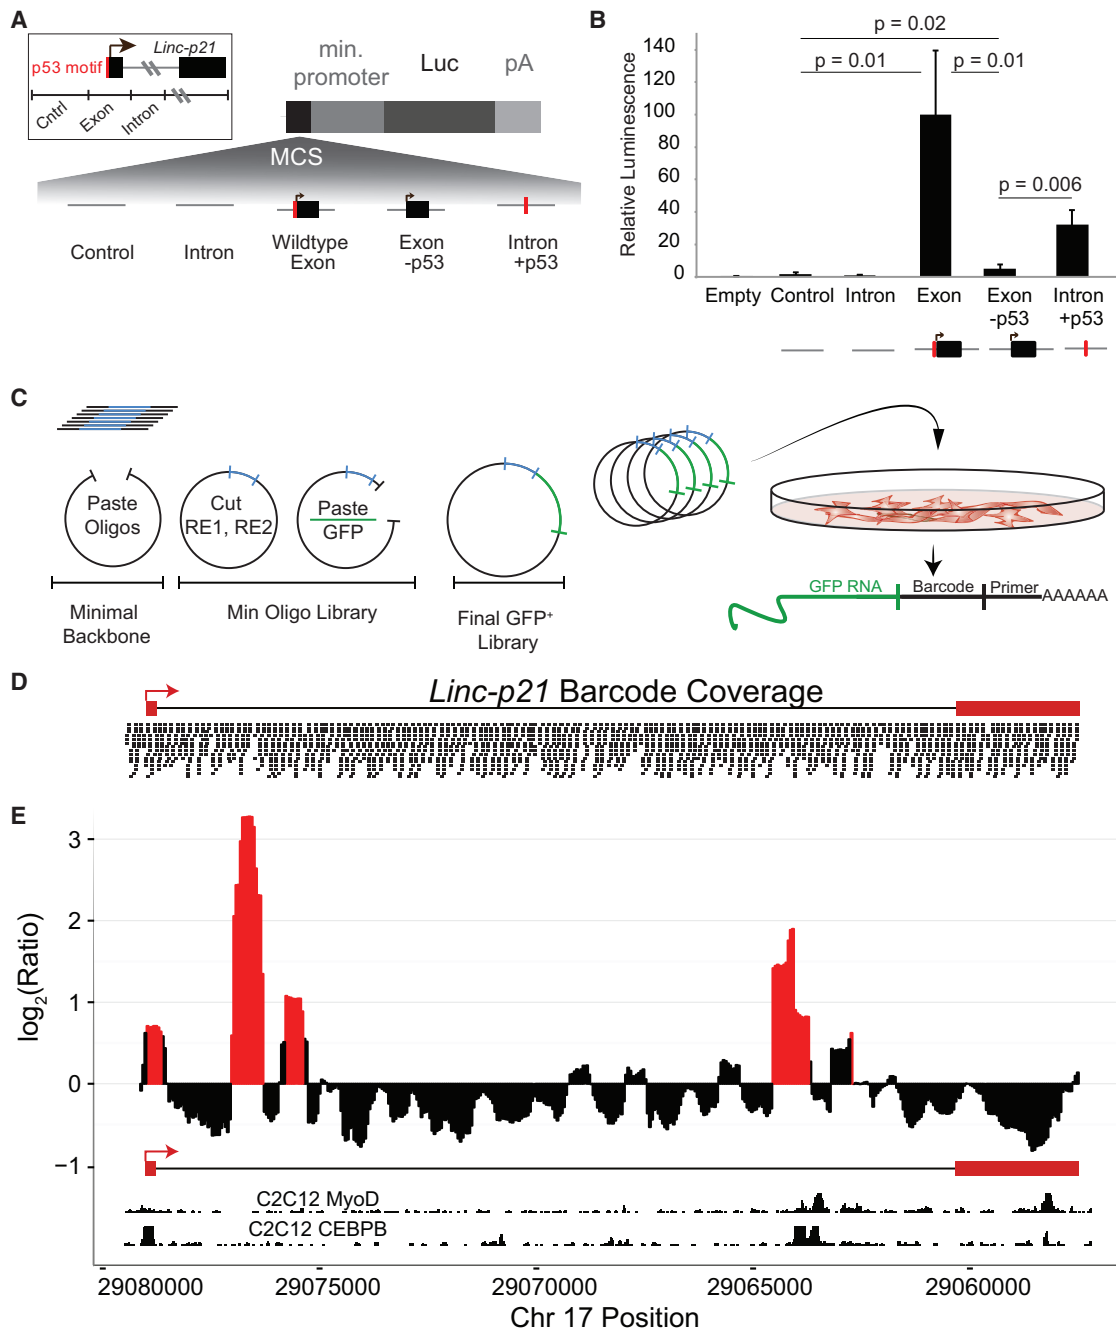 A
Linc-p21
p53 motif
Cntrl
Exon
Intron
min.
promoter
Luc
pA
MCS
Control
Intron
Wildtype
Exon
Exon
-p53
Intron
+p53
B
p = 0.02
p = 0.01
p = 0.01
p = 0.006
Relative Luminescence
140
120
100
80
60
40
20
0
Empty
Control
Intron
Exon
Exon
-p53
Intron
+p53
C
Paste
Oligos
Cut
RE1, RE2
Paste
GFP
Minimal
Backbone
Min Oligo Library
Final GFP+
Library
GFP RNA
Barcode
Primer
AAAAAA
D
Linc-p21 Barcode Coverage
E
log2(Ratio)
3
2
1
0
−1
C2C12 MyoD
C2C12 CEBPB
29080000
29075000
29070000
29065000
29060000
Chr 17 Position